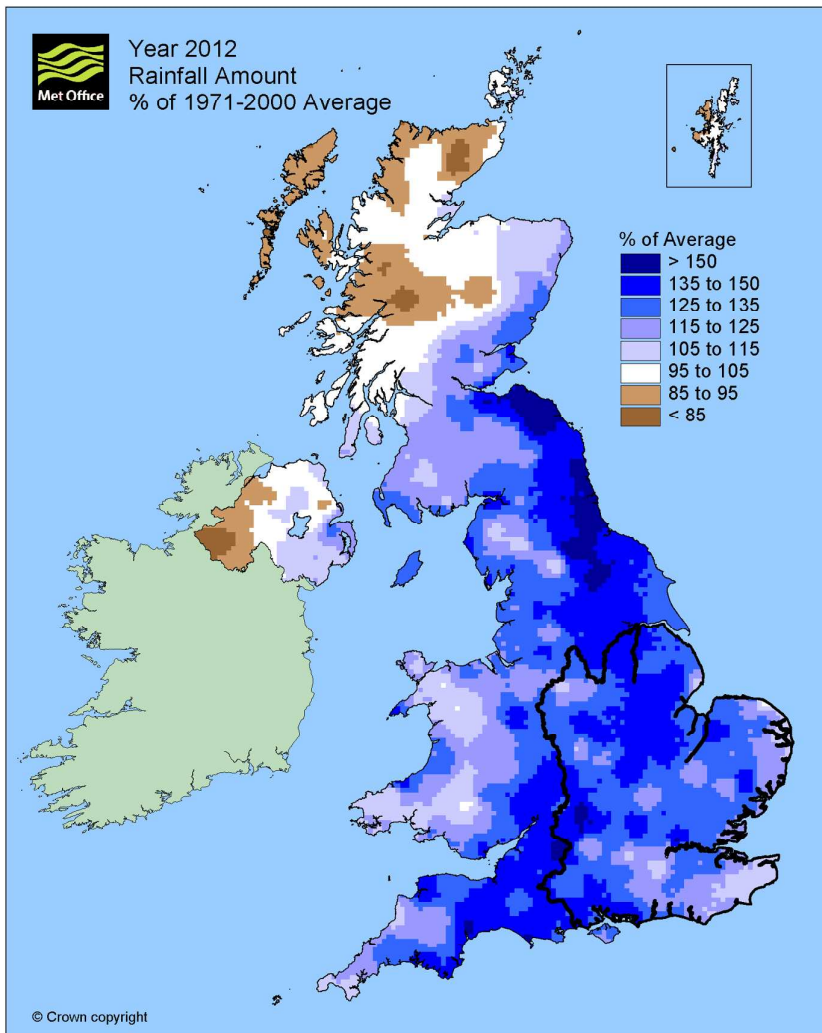 Met Office
Year 2012
Rainfall Amount
% of 1971-2000 Average
% of Average
> 150
135 to 150
125 to 135
115 to 125
105 to 115
95 to 105
85 to 95
< 85
© Crown copyright